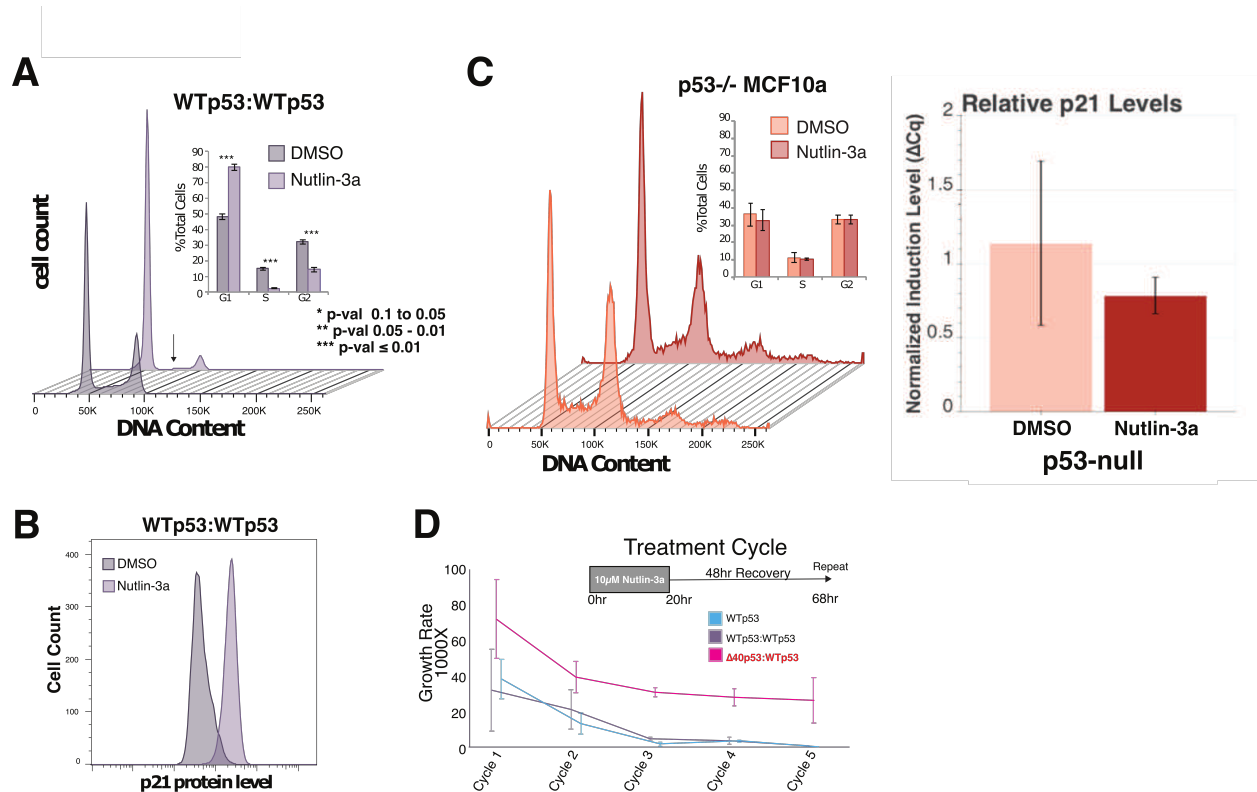 A
WTp53:WTp53
cell count
%Total Cells
90
80
70
60
50
40
30
20
10
0
***
***
***
G1
S
G2
DMSO
Nutlin-3a
* p-val 0.1 to 0.05
** p-val 0.05 - 0.01
*** p-val ≤ 0.01
0
50K
100K
150K
200K
250K
DNA Content
C
p53-/- MCF10a
%Total Cells
90
80
70
60
50
40
30
20
10
0
G1
S
G2
DMSO
Nutlin-3a
0
50K
100K
150K
200K
250K
DNA Content
Relative p21 Levels
Normalized Induction Level (ΔCq)
2
1.5
1
0.5
0
DMSO
Nutlin-3a
p53-null
B
WTp53:WTp53
DMSO
Nutlin-3a
Cell Count
400
300
200
100
0
p21 protein level
D
Treatment Cycle
10µM Nutlin-3a
48hr Recovery
Repeat
0hr
20hr
68hr
WTp53
WTp53:WTp53
Δ40p53:WTp53
Growth Rate
1000X
100
80
60
40
20
0
Cycle 1
Cycle 2
Cycle 3
Cycle 4
Cycle 5